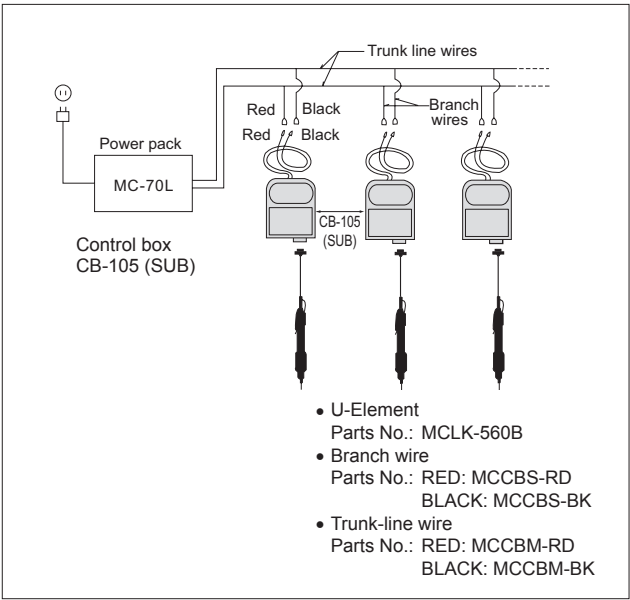 Trunk line wires
Red
Black
Branch
wires
Red
Black
Power pack
MC-70L
CB-105
(SUB)
Control box
CB-105 (SUB)
• U-Element
Parts No.: MCLK-560B
• Branch wire
Parts No.: RED: MCCBS-RD
BLACK: MCCBS-BK
• Trunk-line wire
Parts No.: RED: MCCBM-RD
BLACK: MCCBM-BK